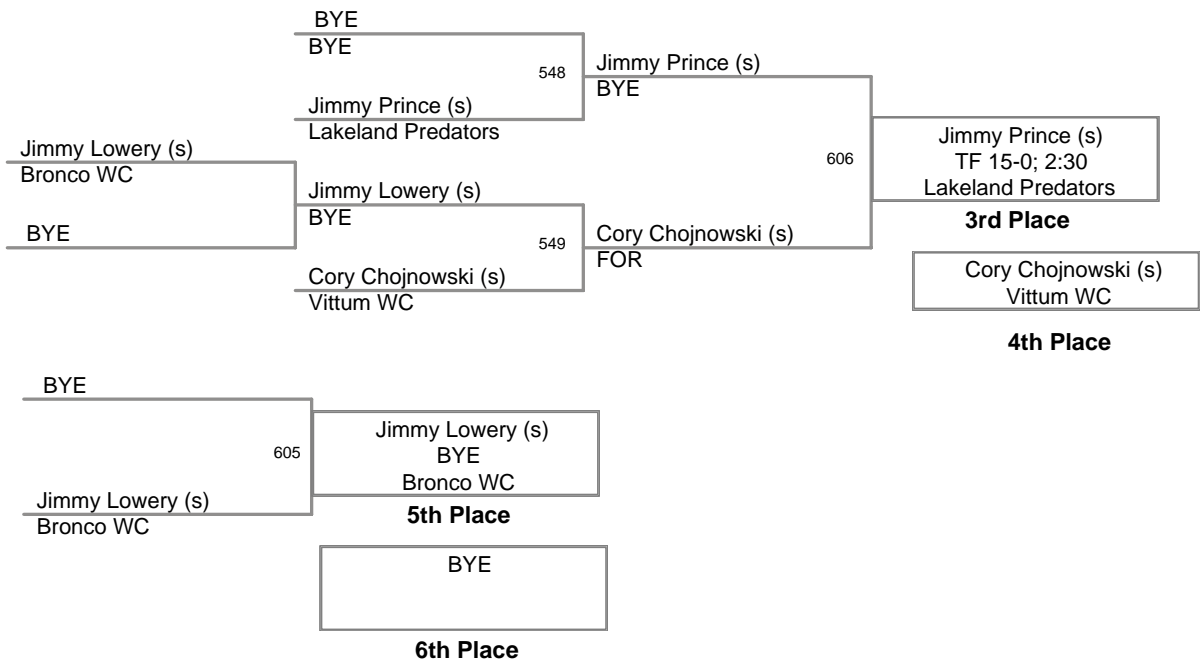 BYE
BYE
548
Jimmy Prince (s)
BYE
Jimmy Prince (s)
Lakeland Predators
Jimmy Lowery (s)
Bronco WC
606
Jimmy Prince (s)
TF 15-0; 2:30
Lakeland Predators
3rd Place
Jimmy Lowery (s)
BYE
BYE
549
Cory Chojnowski (s)
FOR
Cory Chojnowski (s)
Vittum WC
Cory Chojnowski (s)
Vittum WC
4th Place
BYE
605
Jimmy Lowery (s)
BYE
Bronco WC
Jimmy Lowery (s)
Bronco WC
5th Place
BYE
6th Place